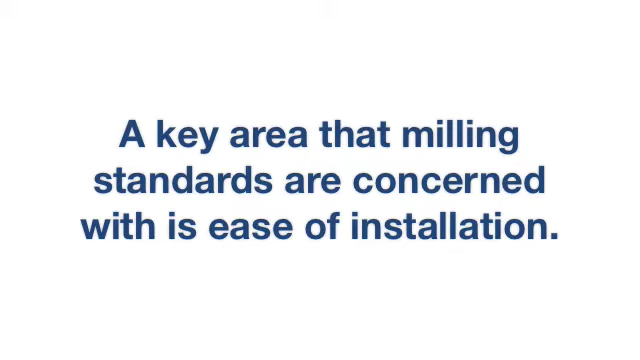 A key area that milling
standards are concerned
with is ease of installation.